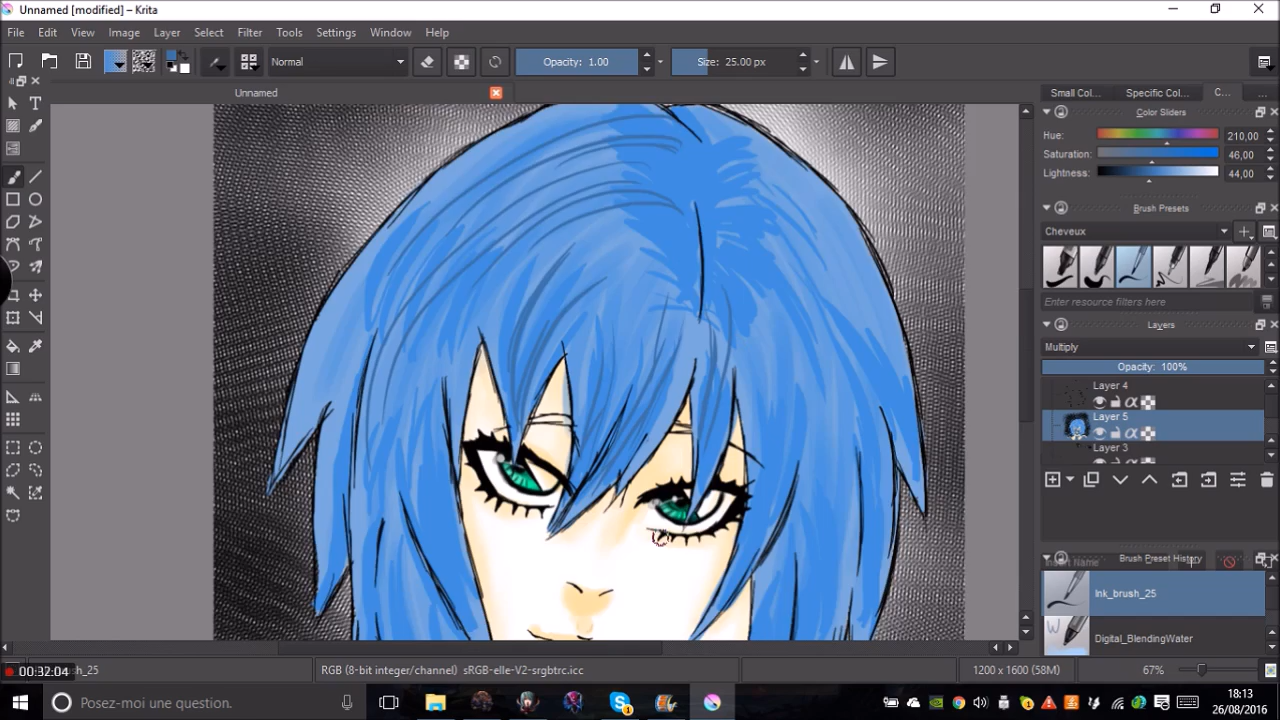 Unnamed [modified] - Krita
File Edit View Image Layer Select Filter Tools Settings Window Help
Normal Opacity: 1.00 Size: 25.00 px
Unnamed
Small Col... Specific Col... C... ...
Color Sliders
Hue: 210,00
Saturation: 46,00
Lightness: 44,00
Brush Presets
Cheveux
Enter resource filters here
Layers
Multiply
Opacity: 100%
Layer 4
Layer 5
Layer 3
Brush Preset History
Insert Name
Ink_brush_25
Digital_BlendingWater
00:32:04 sh_25 RGB (8-bit integer/channel) sRGB-elle-V2-srgbtrc.icc 1200 x 1600 (58M) 67%
Posez-moi une question. 18:13
26/08/2016